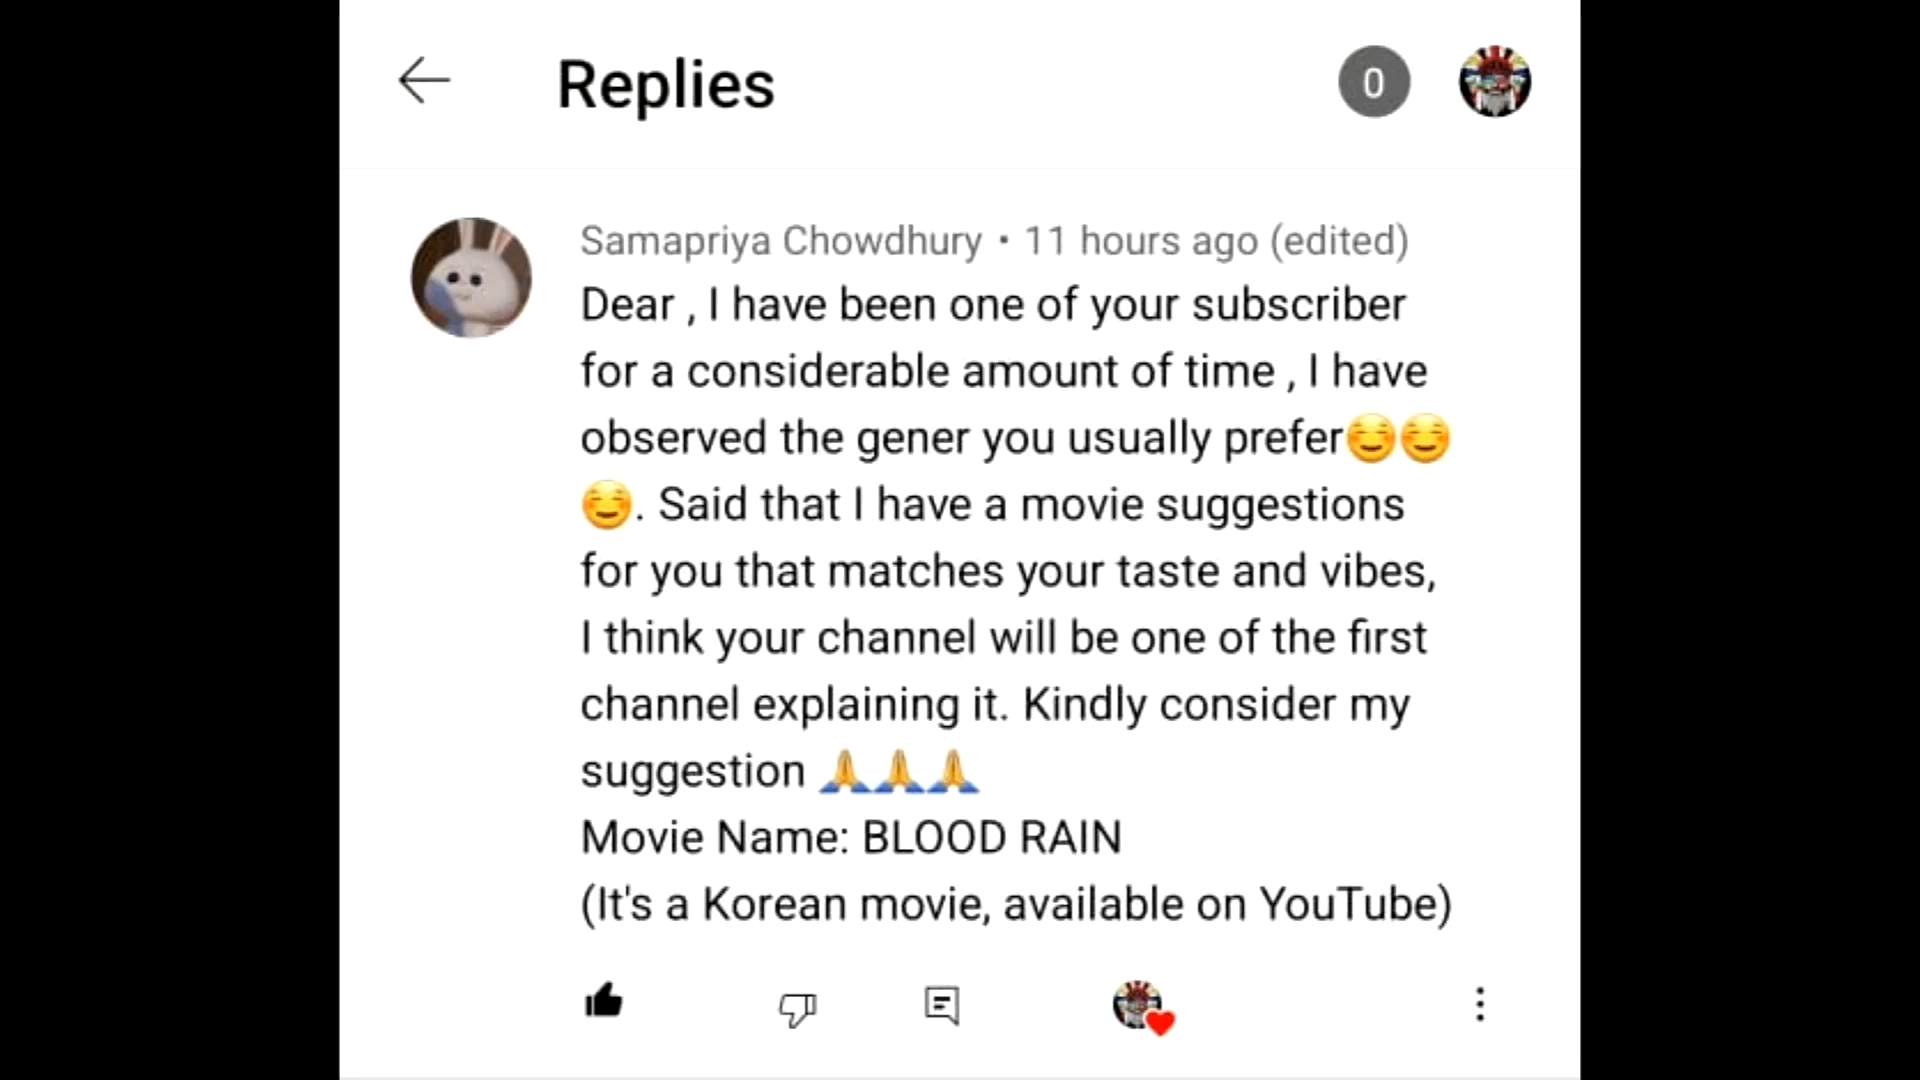 Replies
0
Samapriya Chowdhury • 11 hours ago (edited)
Dear , I have been one of your subscriber
for a considerable amount of time , I have
observed the gener you usually prefer☺️☺️
☺️. Said that I have a movie suggestions
for you that matches your taste and vibes,
I think your channel will be one of the first
channel explaining it. Kindly consider my
suggestion 🙏🙏🙏
Movie Name: BLOOD RAIN
(It's a Korean movie, available on YouTube)